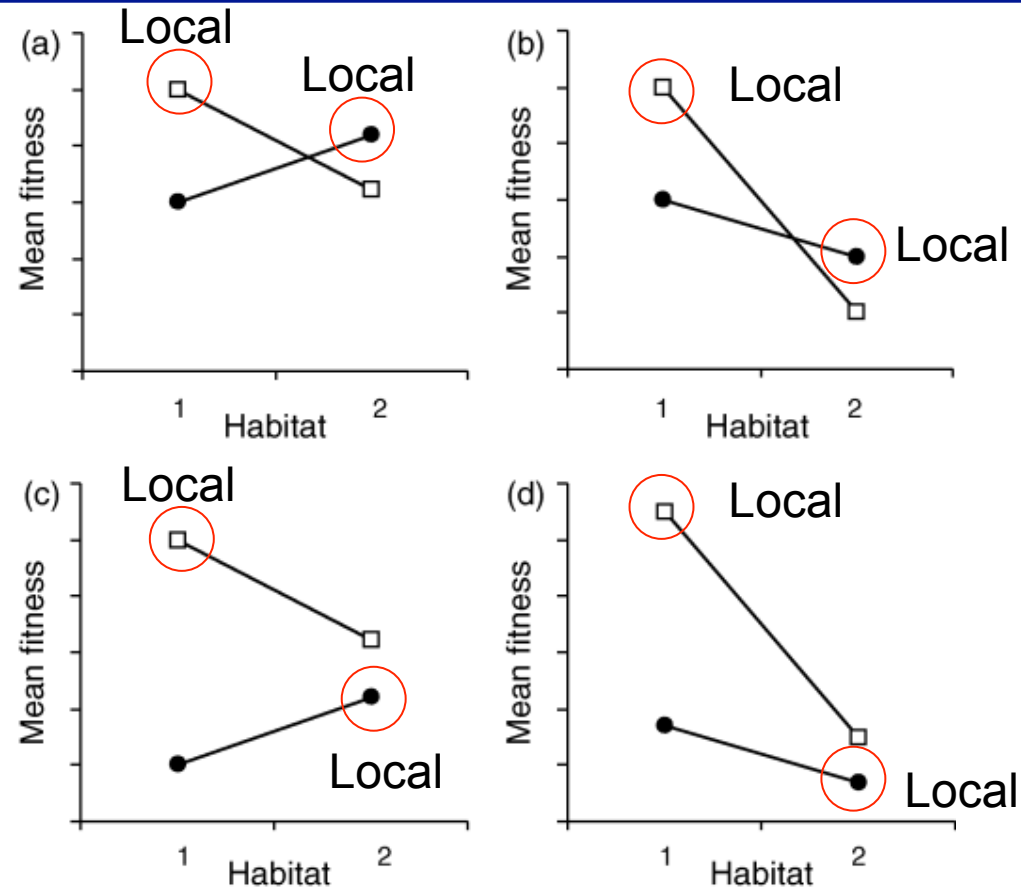 (a)
Local
Local
Mean fitness
1
2
Habitat
(b)
Local
Local
Mean fitness
1
2
Habitat
(c)
Local
Local
Mean fitness
1
2
Habitat
(d)
Local
Local
Mean fitness
1
2
Habitat